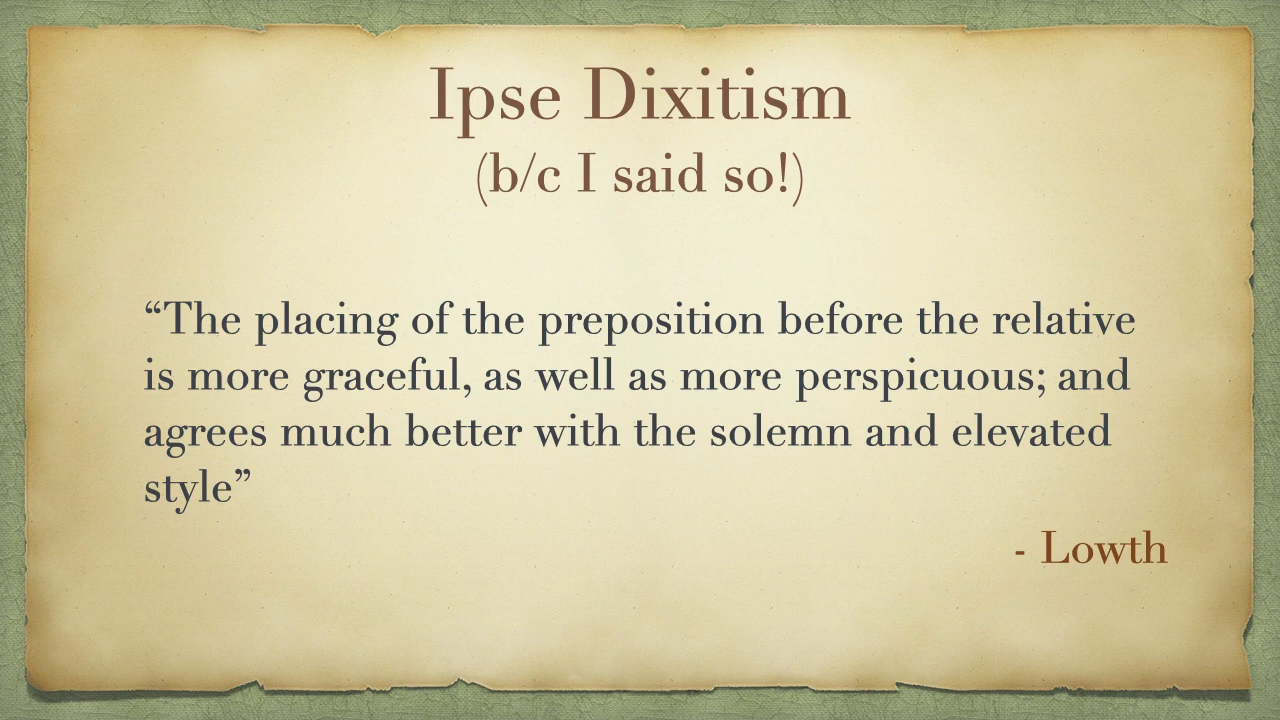 Ipse Dixitism
(b/c I said so!)
“The placing of the preposition before the relative
is more graceful, as well as more perspicuous; and
agrees much better with the solemn and elevated
style”
- Lowth